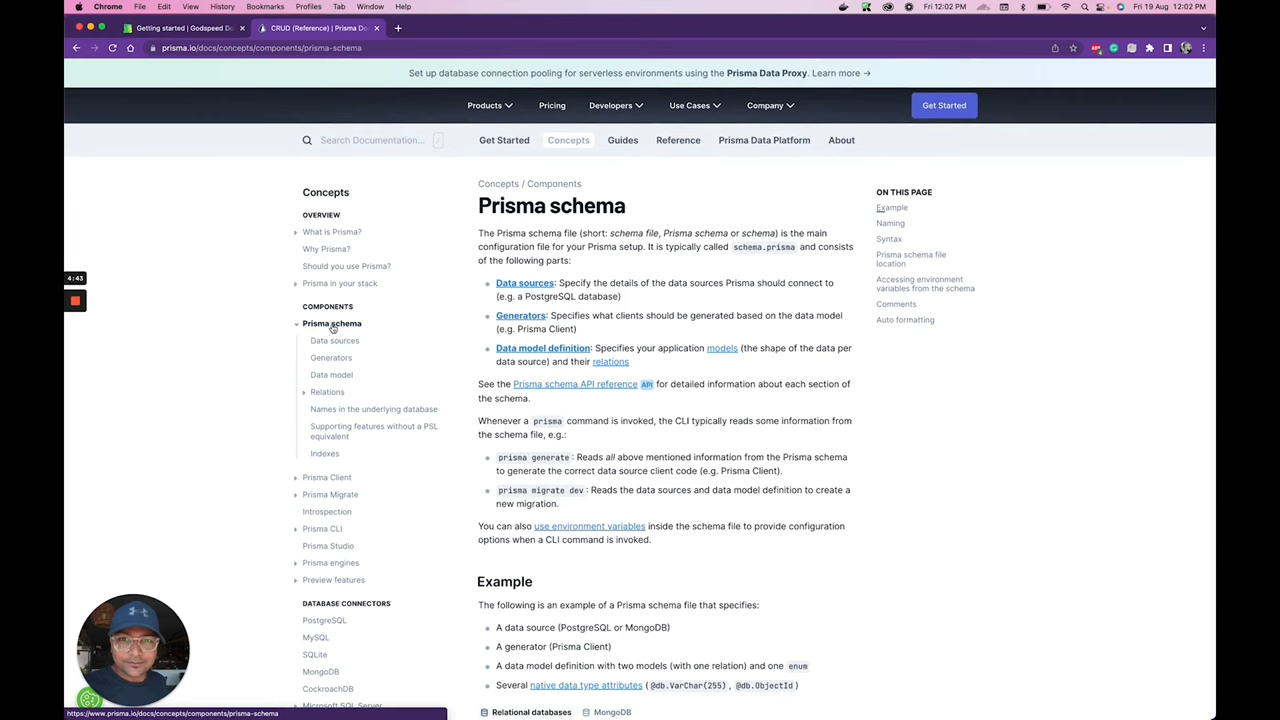 Chrome File Edit View History Bookmarks Profiles Tab Window Help
Fri 12:02 PM Fri 19 Aug 12:02 PM
Getting started | Godspeed Do
CRUD (Reference) | Prisma Do
prisma.io/docs/concepts/components/prisma-schema
Set up database connection pooling for serverless environments using the Prisma Data Proxy. Learn more →
Products Pricing Developers Use Cases Company Get Started
Search Documentation... /
Get Started Concepts Guides Reference Prisma Data Platform About
4:43
Concepts
OVERVIEW
What is Prisma?
Why Prisma?
Should you use Prisma?
Prisma in your stack
COMPONENTS
Prisma schema
Data sources
Generators
Data model
Relations
Names in the underlying database
Supporting features without a PSL
equivalent
Indexes
Prisma Client
Prisma Migrate
Introspection
Prisma CLI
Prisma Studio
Prisma engines
Preview features
DATABASE CONNECTORS
PostgreSQL
MySQL
SQLite
MongoDB
CockroachDB
Microsoft SQL Server
Concepts / Components
Prisma schema
The Prisma schema file (short: schema file, Prisma schema or schema) is the main
configuration file for your Prisma setup. It is typically called schema.prisma and consists
of the following parts:
Data sources: Specify the details of the data sources Prisma should connect to
(e.g. a PostgreSQL database)
Generators: Specifies what clients should be generated based on the data model
(e.g. Prisma Client)
Data model definition: Specifies your application models (the shape of the data per
data source) and their relations
See the Prisma schema API reference API for detailed information about each section of
the schema.
Whenever a prisma command is invoked, the CLI typically reads some information from
the schema file, e.g.:
prisma generate: Reads all above mentioned information from the Prisma schema
to generate the correct data source client code (e.g. Prisma Client).
prisma migrate dev: Reads the data sources and data model definition to create a
new migration.
You can also use environment variables inside the schema file to provide configuration
options when a CLI command is invoked.
Example
The following is an example of a Prisma schema file that specifies:
A data source (PostgreSQL or MongoDB)
A generator (Prisma Client)
A data model definition with two models (with one relation) and one enum
Several native data type attributes (@db.VarChar(255), @db.ObjectId)
Relational databases MongoDB
ON THIS PAGE
Example
Naming
Syntax
Prisma schema file
location
Accessing environment
variables from the schema
Comments
Auto formatting
https://www.prisma.io/docs/concepts/components/prisma-schema